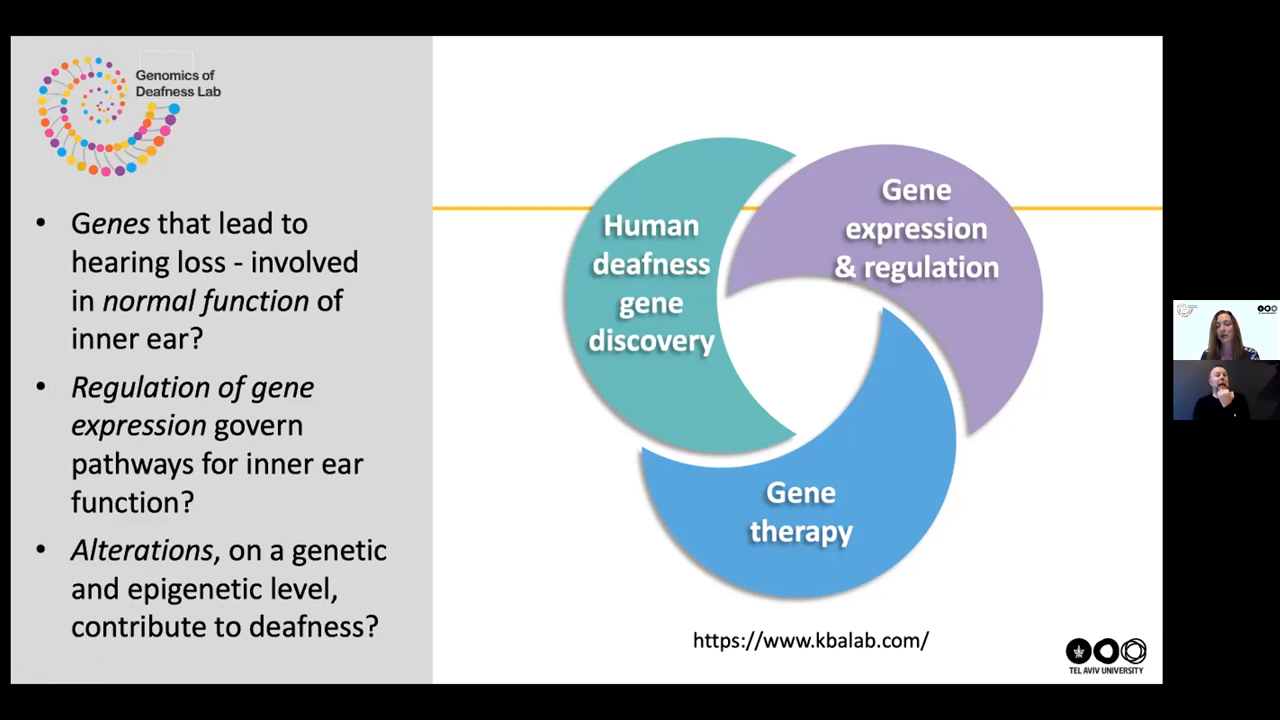 Genomics of
Deafness Lab
• Genes that lead to
hearing loss - involved
in normal function of
inner ear?
• Regulation of gene
expression govern
pathways for inner ear
function?
• Alterations, on a genetic
and epigenetic level,
contribute to deafness?
Human
deafness
gene
discovery
Gene
expression
& regulation
Gene
therapy
https://www.kbalab.com/
TEL AVIV UNIVERSITY